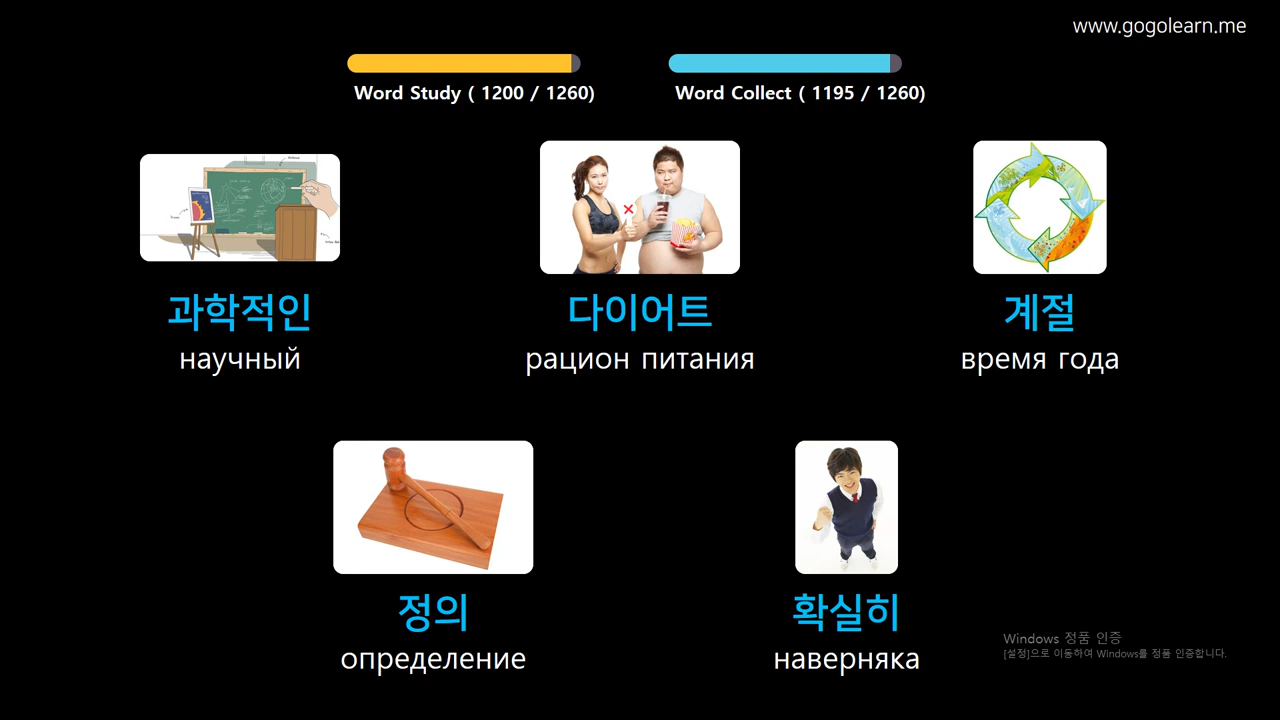 www.gogolearn.me
Word Study ( 1200 / 1260)
Word Collect ( 1195 / 1260)
과학적인
научный
다이어트
рацион питания
계절
время года
정의
определение
확실히
наверняка
Windows 정품 인증
[설정]으로 이동하여 Windows를 정품 인증합니다.